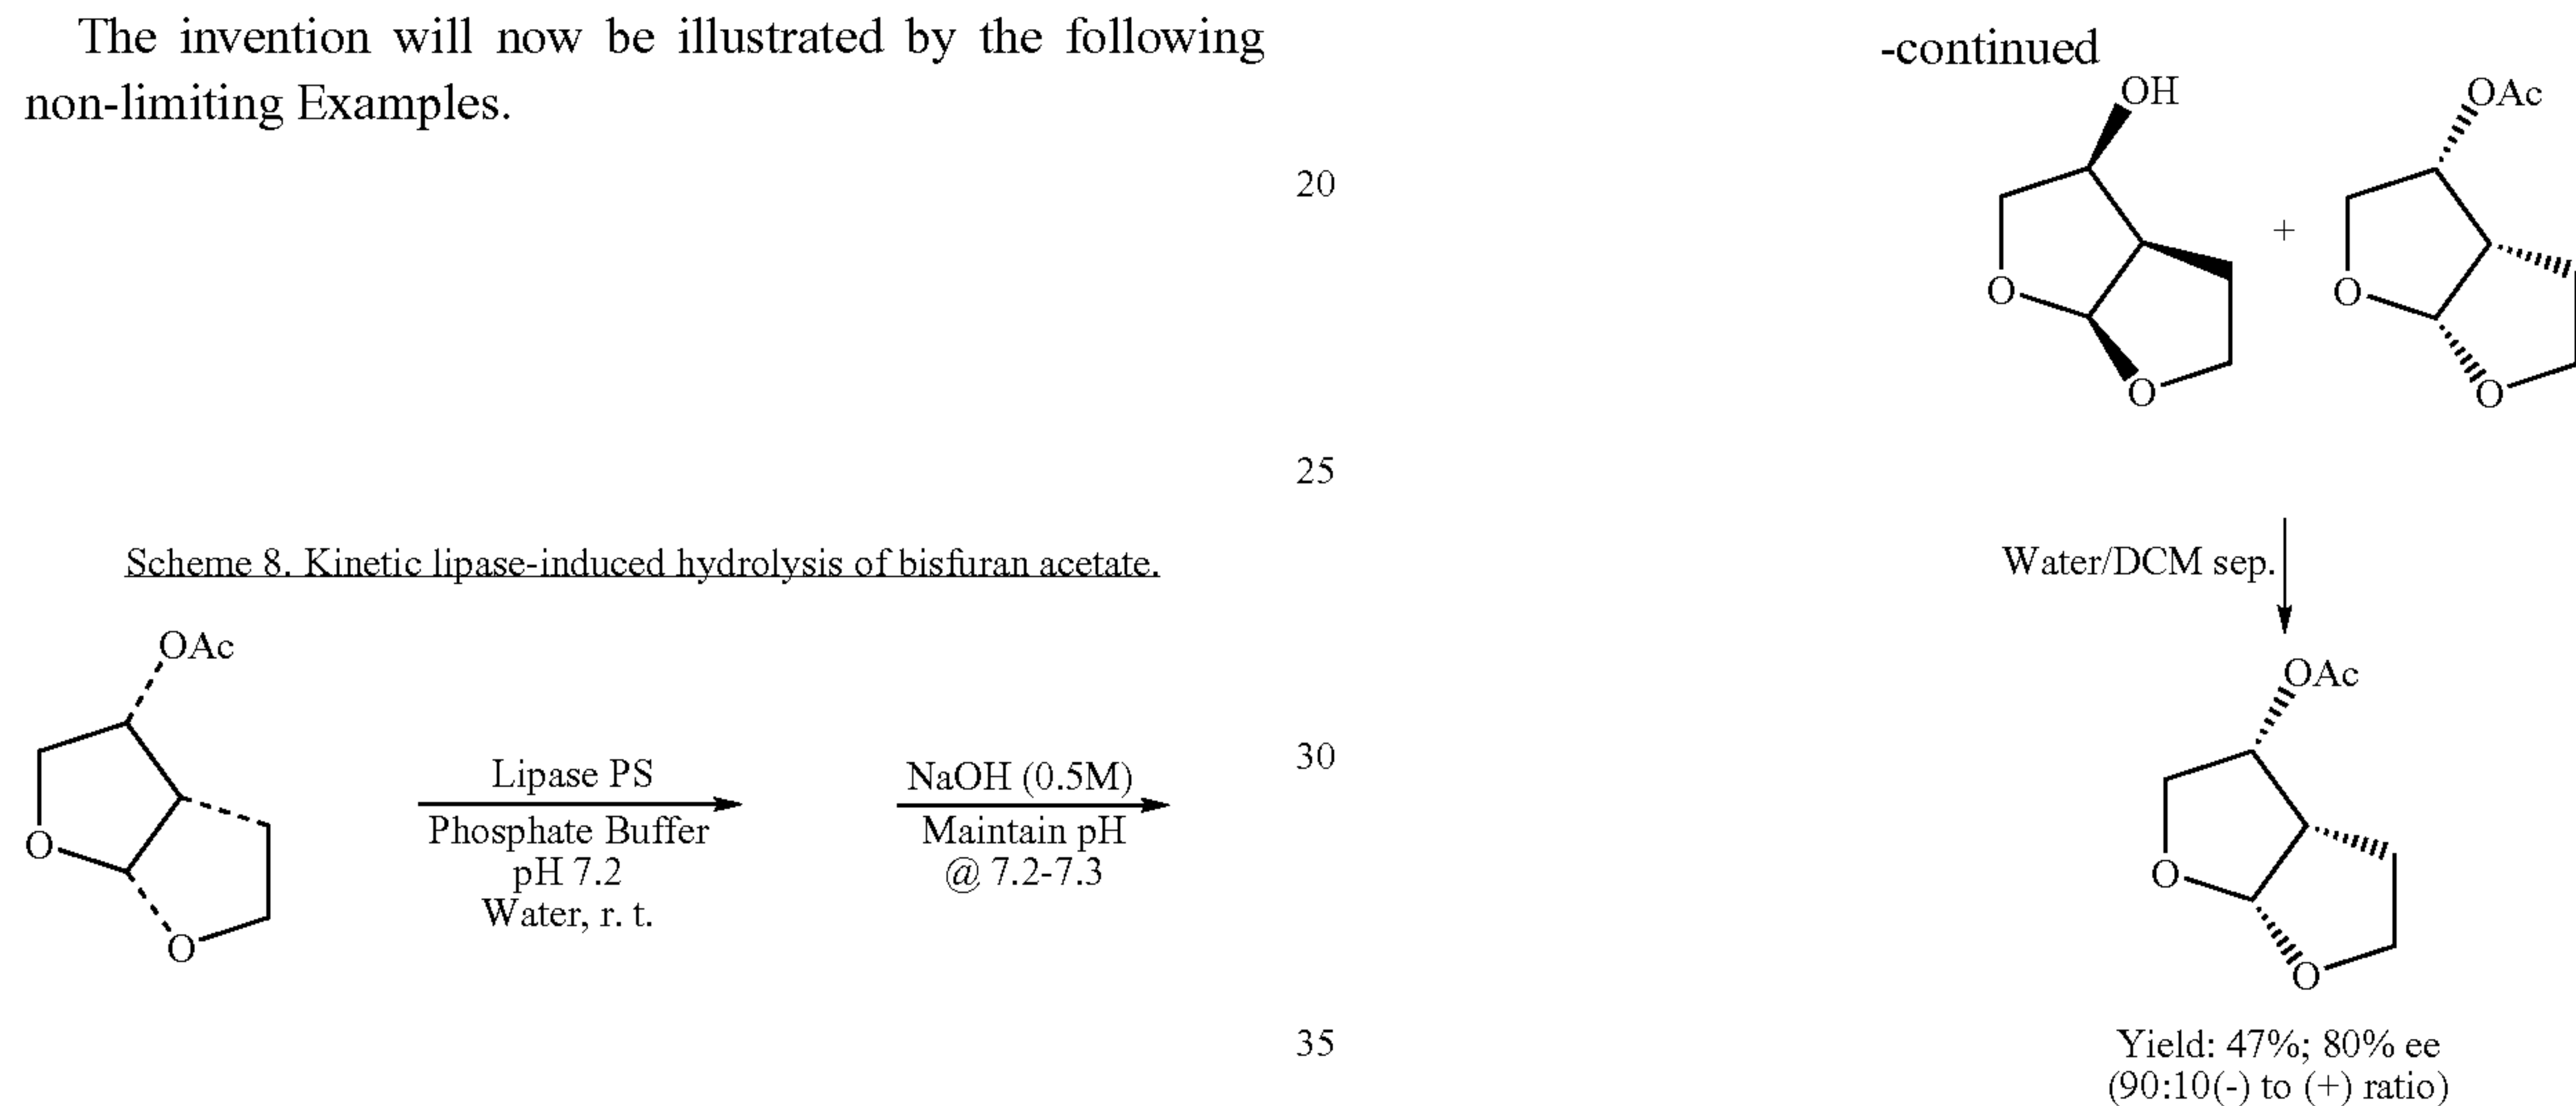 The invention will now be illustrated by the following
non-limiting Examples.
20
25
Scheme 8. Kinetic lipase-induced hydrolysis of bisfuran acetate.
OAc
O
O
Lipase PS
Phosphate Buffer
pH 7.2
Water, r. t.
NaOH (0.5M)
Maintain pH
@ 7.2-7.3
30
35
-continued
OH
O
O
+
OAc
O
O
Water/DCM sep.
OAc
O
O
Yield: 47%; 80% ee
(90:10(-) to (+) ratio)